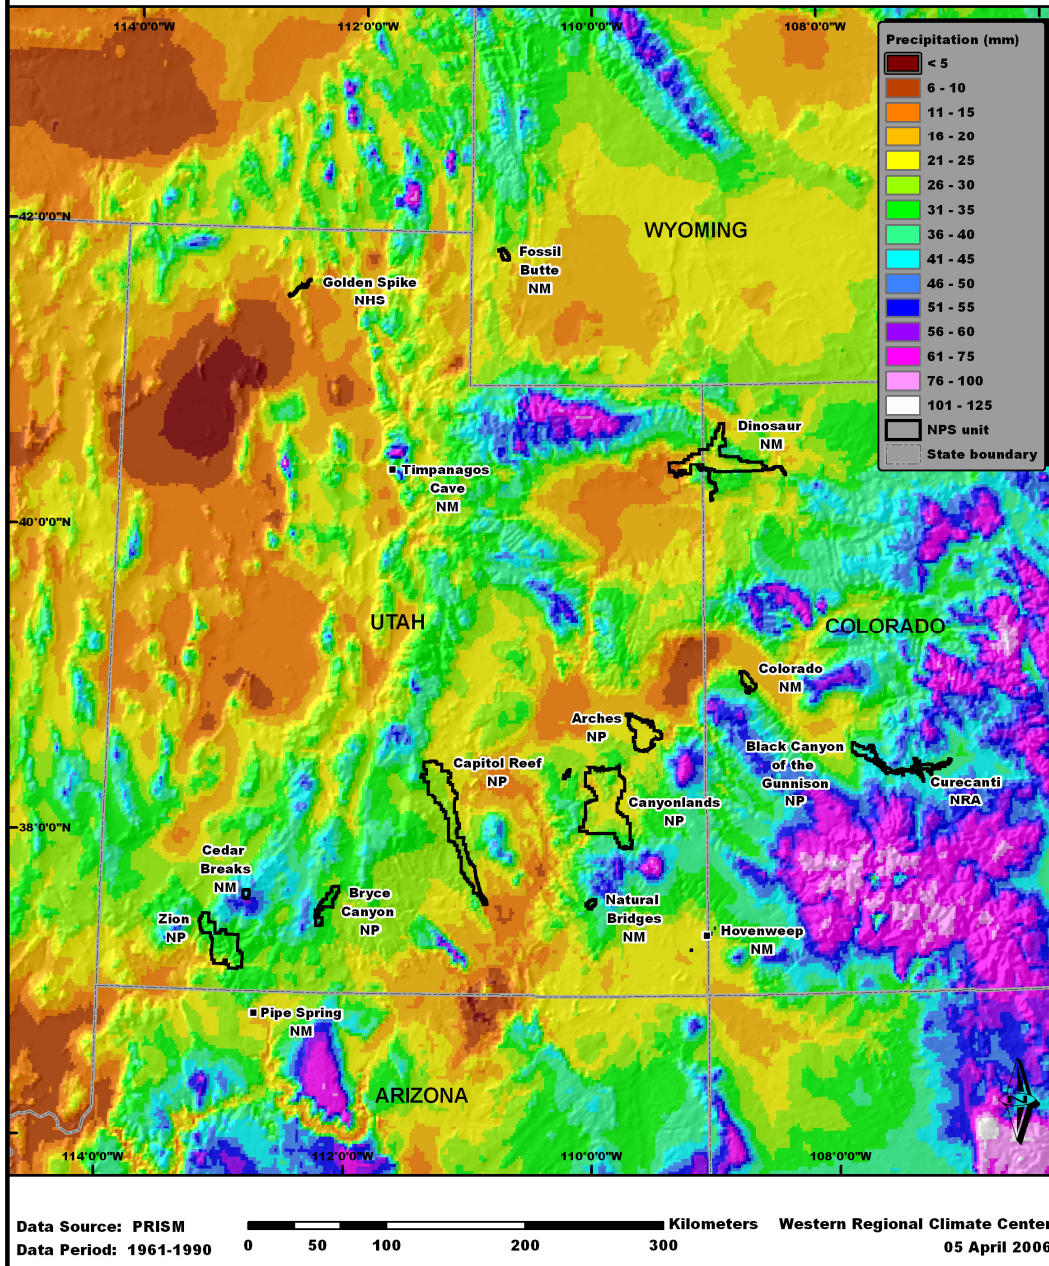 114°0'0"W
112°0'0"W
110°0'0"W
108°0'0"W
Precipitation (mm)
< 5
6 - 10
11 - 15
16 - 20
21 - 25
26 - 30
31 - 35
36 - 40
41 - 45
46 - 50
51 - 55
56 - 60
61 - 75
76 - 100
101 - 125
NPS unit
State boundary
42°0'0"N
WYOMING
Fossil
Butte
NM
Golden Spike
NHS
Dinosaur
NM
Timpanagos
Cave
NM
40°0'0"N
UTAH
COLORADO
Colorado
NM
Arches
NP
Black Canyon
of the
Gunnison
NP
Capitol Reef
NP
Curecanti
NRA
Canyonlands
NP
38°0'0"N
Cedar
Breaks
NM
Bryce
Canyon
NP
Natural
Bridges
NM
Zion
NP
Hovenweep
NM
Pipe Spring
NM
ARIZONA
114°0'0"W
112°0'0"W
110°0'0"W
108°0'0"W
Data Source: PRISM
Data Period: 1961-1990
Kilometers
0 50 100 200 300
Western Regional Climate Center
05 April 2006